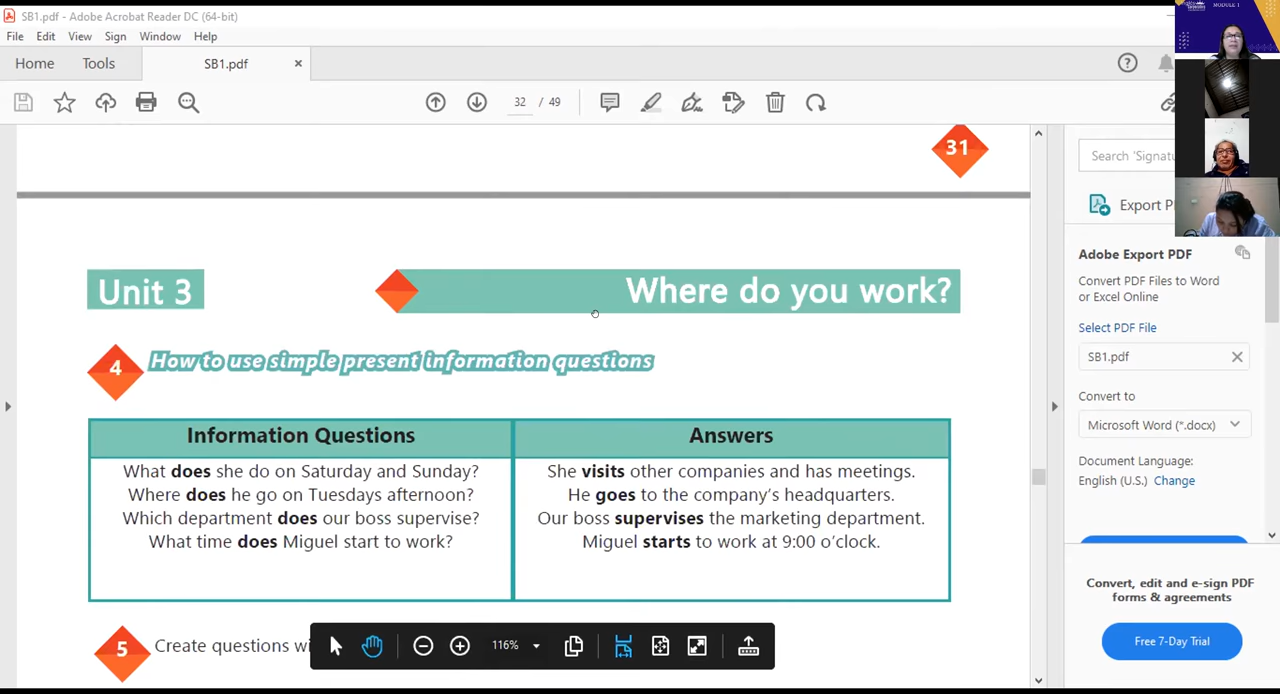 SB1.pdf - Adobe Acrobat Reader DC (64-bit)
File Edit View Sign Window Help
Home Tools SB1.pdf
32 / 49
MODULE 1
31
Unit 3
Where do you work?
4 How to use simple present information questions
Information Questions
What does she do on Saturday and Sunday?
Where does he go on Tuesdays afternoon?
Which department does our boss supervise?
What time does Miguel start to work?
Answers
She visits other companies and has meetings.
He goes to the company's headquarters.
Our boss supervises the marketing department.
Miguel starts to work at 9:00 o'clock.
5 Create questions
116%
Search 'Signatu
Export
Adobe Export PDF
Convert PDF Files to Word
or Excel Online
Select PDF File
SB1.pdf
Convert to
Microsoft Word (*.docx)
Document Language:
English (U.S.) Change
Convert, edit and e-sign PDF
forms & agreements
Free 7-Day Trial